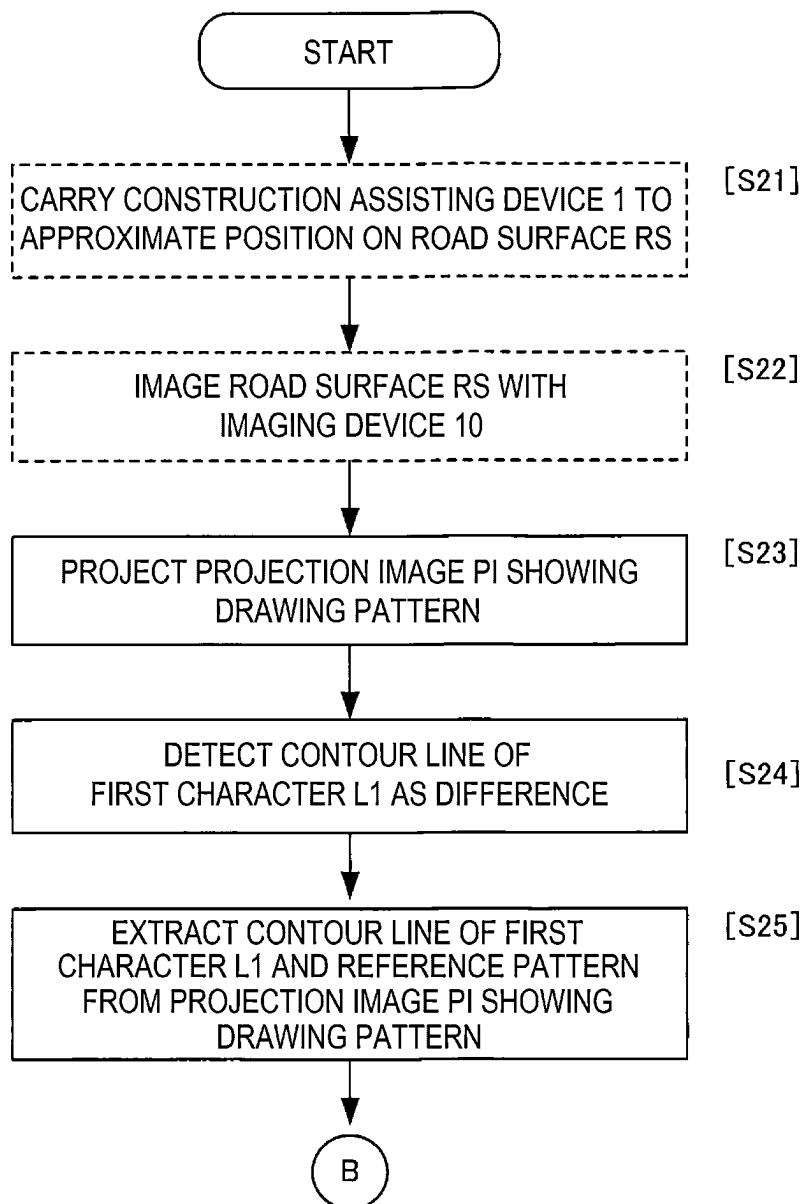 START
[S21]
CARRY CONSTRUCTION ASSISTING DEVICE 1 TO
APPROXIMATE POSITION ON ROAD SURFACE RS
[S22]
IMAGE ROAD SURFACE RS WITH
IMAGING DEVICE 10
[S23]
PROJECT PROJECTION IMAGE PI SHOWING
DRAWING PATTERN
[S24]
DETECT CONTOUR LINE OF
FIRST CHARACTER L1 AS DIFFERENCE
[S25]
EXTRACT CONTOUR LINE OF FIRST
CHARACTER L1 AND REFERENCE PATTERN
FROM PROJECTION IMAGE PI SHOWING
DRAWING PATTERN
B